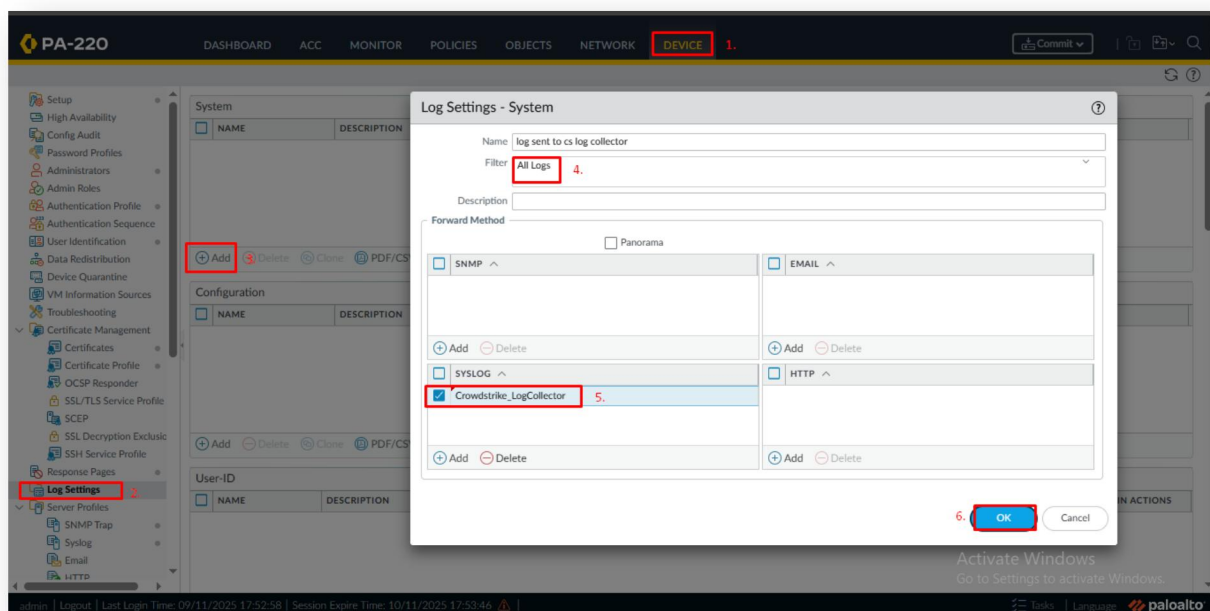 PA-220
DASHBOARD ACC MONITOR POLICIES OBJECTS NETWORK DEVICE 1.
Commit
Setup
High Availability
Config Audit
Password Profiles
Administrators
Admin Roles
Authentication Profile
Authentication Sequence
User Identification
Data Redistribution
Device Quarantine
VM Information Sources
Troubleshooting
Certificate Management
Certificates
Certificate Profile
OCSP Responder
SSL/TLS Service Profile
SCEP
SSL Decryption Exclusic
SSH Service Profile
Response Pages
Log Settings 2.
Server Profiles
SNMP Trap
Syslog
Email
HTTP
System
NAME DESCRIPTION
Add 3. Delete Clone PDF/CS
Configuration
NAME DESCRIPTION
Add Delete Clone PDF/CS
User-ID
NAME DESCRIPTION
IN ACTIONS
Log Settings - System
Name log sent to cs log collector
Filter All Logs 4.
Description
Forward Method
Panorama
SNMP
Add Delete
EMAIL
Add Delete
SYSLOG
Crowdstrike_LogCollector 5.
Add Delete
HTTP
Add Delete
6. OK Cancel
Activate Windows
Go to Settings to activate Windows.
admin | Logout | Last Login Time: 09/11/2025 17:52:58 | Session Expire Time: 10/11/2025 17:53:46
Tasks | Language paloalto